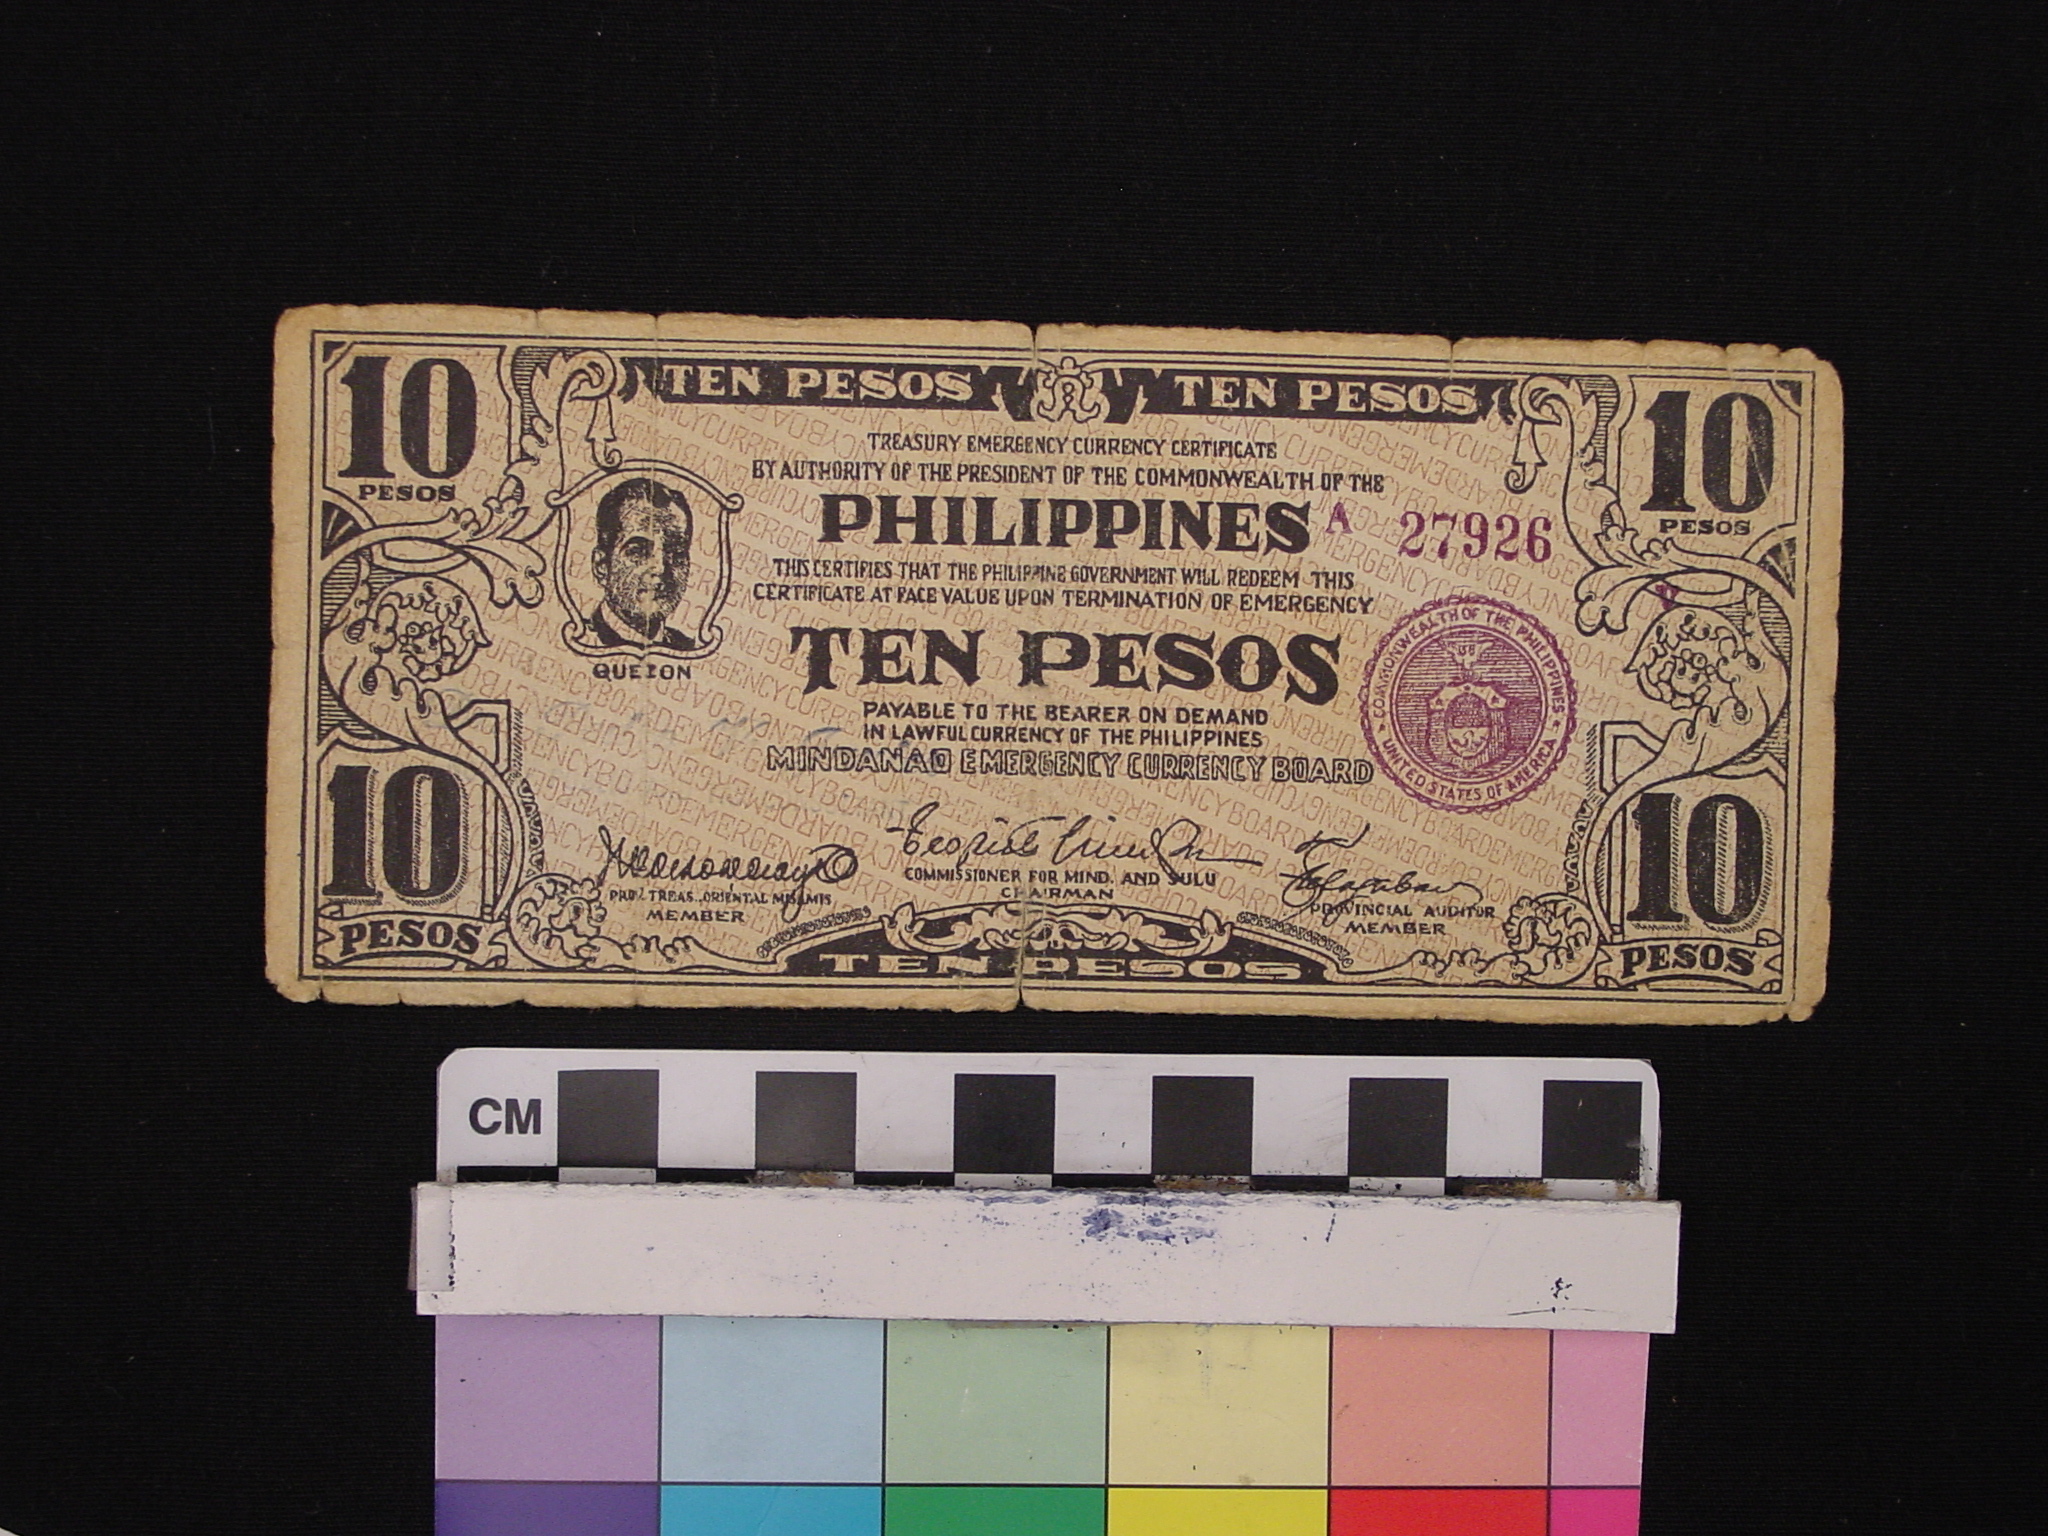 10
PESOS
TEN PESOS TEN PESOS
10
PESOS
TREASURY EMERGENCY CURRENCY CERTIFICATE
BY AUTHORITY OF THE PRESIDENT OF THE COMMONWEALTH OF THE
PHILIPPINES
A 27926
THIS CERTIFIES THAT THE PHILIPPINE GOVERNMENT WILL REDEEM THIS
CERTIFICATE AT FACE VALUE UPON TERMINATION OF EMERGENCY
QUEZON
TEN PESOS
COMMONWEALTH OF THE PHILIPPINES
UNITED STATES OF AMERICA
PAYABLE TO THE BEARER ON DEMAND
IN LAWFUL CURRENCY OF THE PHILIPPINES
MINDANAO EMERGENCY CURRENCY BOARD
PROV. TREAS., ORIENTAL MISAMIS
MEMBER
COMMISSIONER FOR MIND. AND SULU
CHAIRMAN
PROVINCIAL AUDITOR
MEMBER
10
PESOS
TEN PESOS
10
PESOS
CM